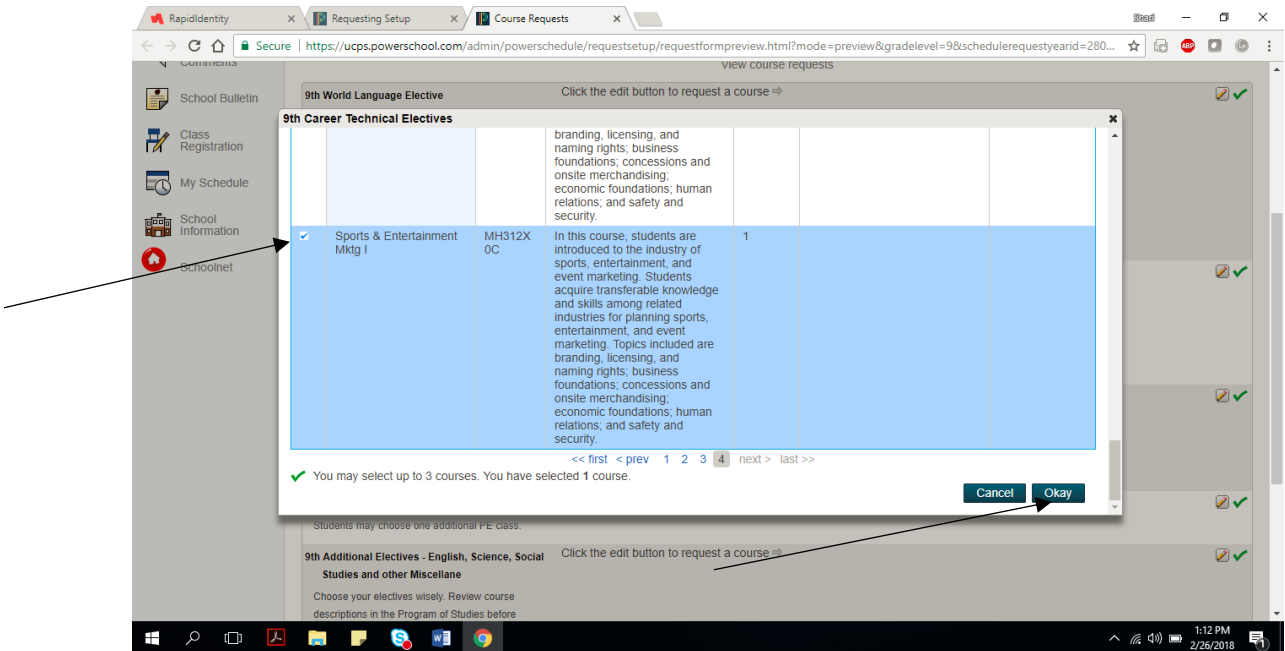 RapidIdentity
Requesting Setup
Course Requests
Shari
Secure
https://ucps.powerschool.com/admin/powerschedule/requestsetup/requestformpreview.html?mode=preview&gradelevel=9&schedulerequestyearid=280...
ABP
Comments
View course requests
School Bulletin
9th World Language Elective
Click the edit button to request a course
9th Career Technical Electives
Class
Registration
My Schedule
School
Information
Schoolnet
branding, licensing, and
naming rights; business
foundations; concessions and
onsite merchandising;
economic foundations; human
relations; and safety and
security.
Sports & Entertainment
Mktg I
MH312X
0C
In this course, students are
introduced to the industry of
sports, entertainment, and
event marketing. Students
acquire transferable knowledge
and skills among related
industries for planning sports,
entertainment, and event
marketing. Topics included are
branding, licensing, and
naming rights; business
foundations; concessions and
onsite merchandising;
economic foundations; human
relations; and safety and
security.
1
<< first < prev 1 2 3 4 next > last >>
You may select up to 3 courses. You have selected 1 course.
Cancel Okay
Students may choose one additional PE class.
9th Additional Electives - English, Science, Social
Studies and other Miscellane
Click the edit button to request a course
Choose your electives wisely. Review course
descriptions in the Program of Studies before
1:12 PM
2/26/2018